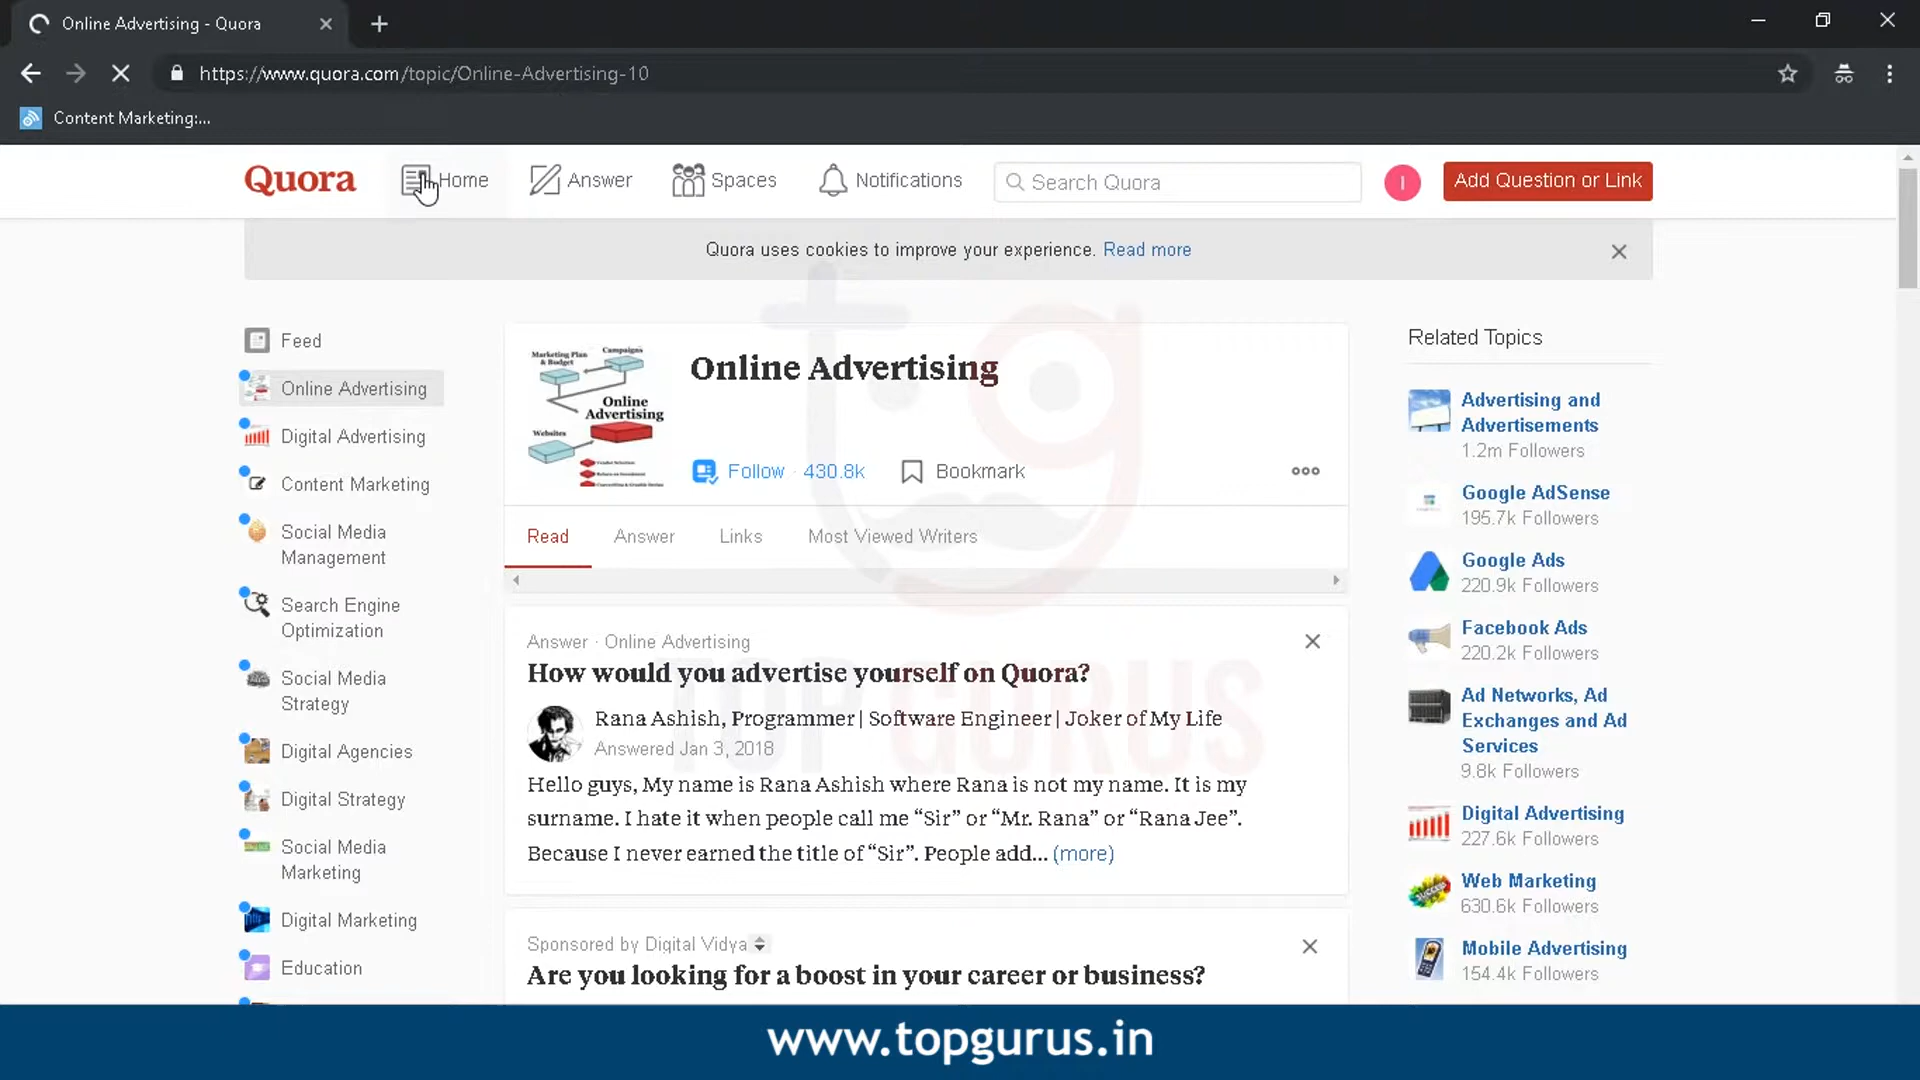 Online Advertising - Quora
https://www.quora.com/topic/Online-Advertising-10
Content Marketing:...
Quora
Home
Answer
Spaces
Notifications
Search Quora
I
Add Question or Link
Quora uses cookies to improve your experience. Read more
Feed
Online Advertising
Digital Advertising
Content Marketing
Social Media
Management
Search Engine
Optimization
Social Media
Strategy
Digital Agencies
Digital Strategy
Social Media
Marketing
Digital Marketing
Education
Marketing Plan
& Budget
Campaigns
Online
Advertising
Websites
Online Advertising
Follow · 430.8k
Bookmark
Read
Answer
Links
Most Viewed Writers
Answer · Online Advertising
How would you advertise yourself on Quora?
Rana Ashish, Programmer | Software Engineer | Joker of My Life
Answered Jan 3, 2018
Hello guys, My name is Rana Ashish where Rana is not my name. It is my
surname. I hate it when people call me “Sir” or “Mr. Rana” or “Rana Jee”.
Because I never earned the title of “Sir”. People add... (more)
Sponsored by Digital Vidya
Are you looking for a boost in your career or business?
Related Topics
Advertising and
Advertisements
1.2m Followers
Google AdSense
195.7k Followers
Google Ads
220.9k Followers
Facebook Ads
220.2k Followers
Ad Networks, Ad
Exchanges and Ad
Services
9.8k Followers
Digital Advertising
227.6k Followers
Web Marketing
630.6k Followers
Mobile Advertising
154.4k Followers
tg
TOP GURUS
www.topgurus.in